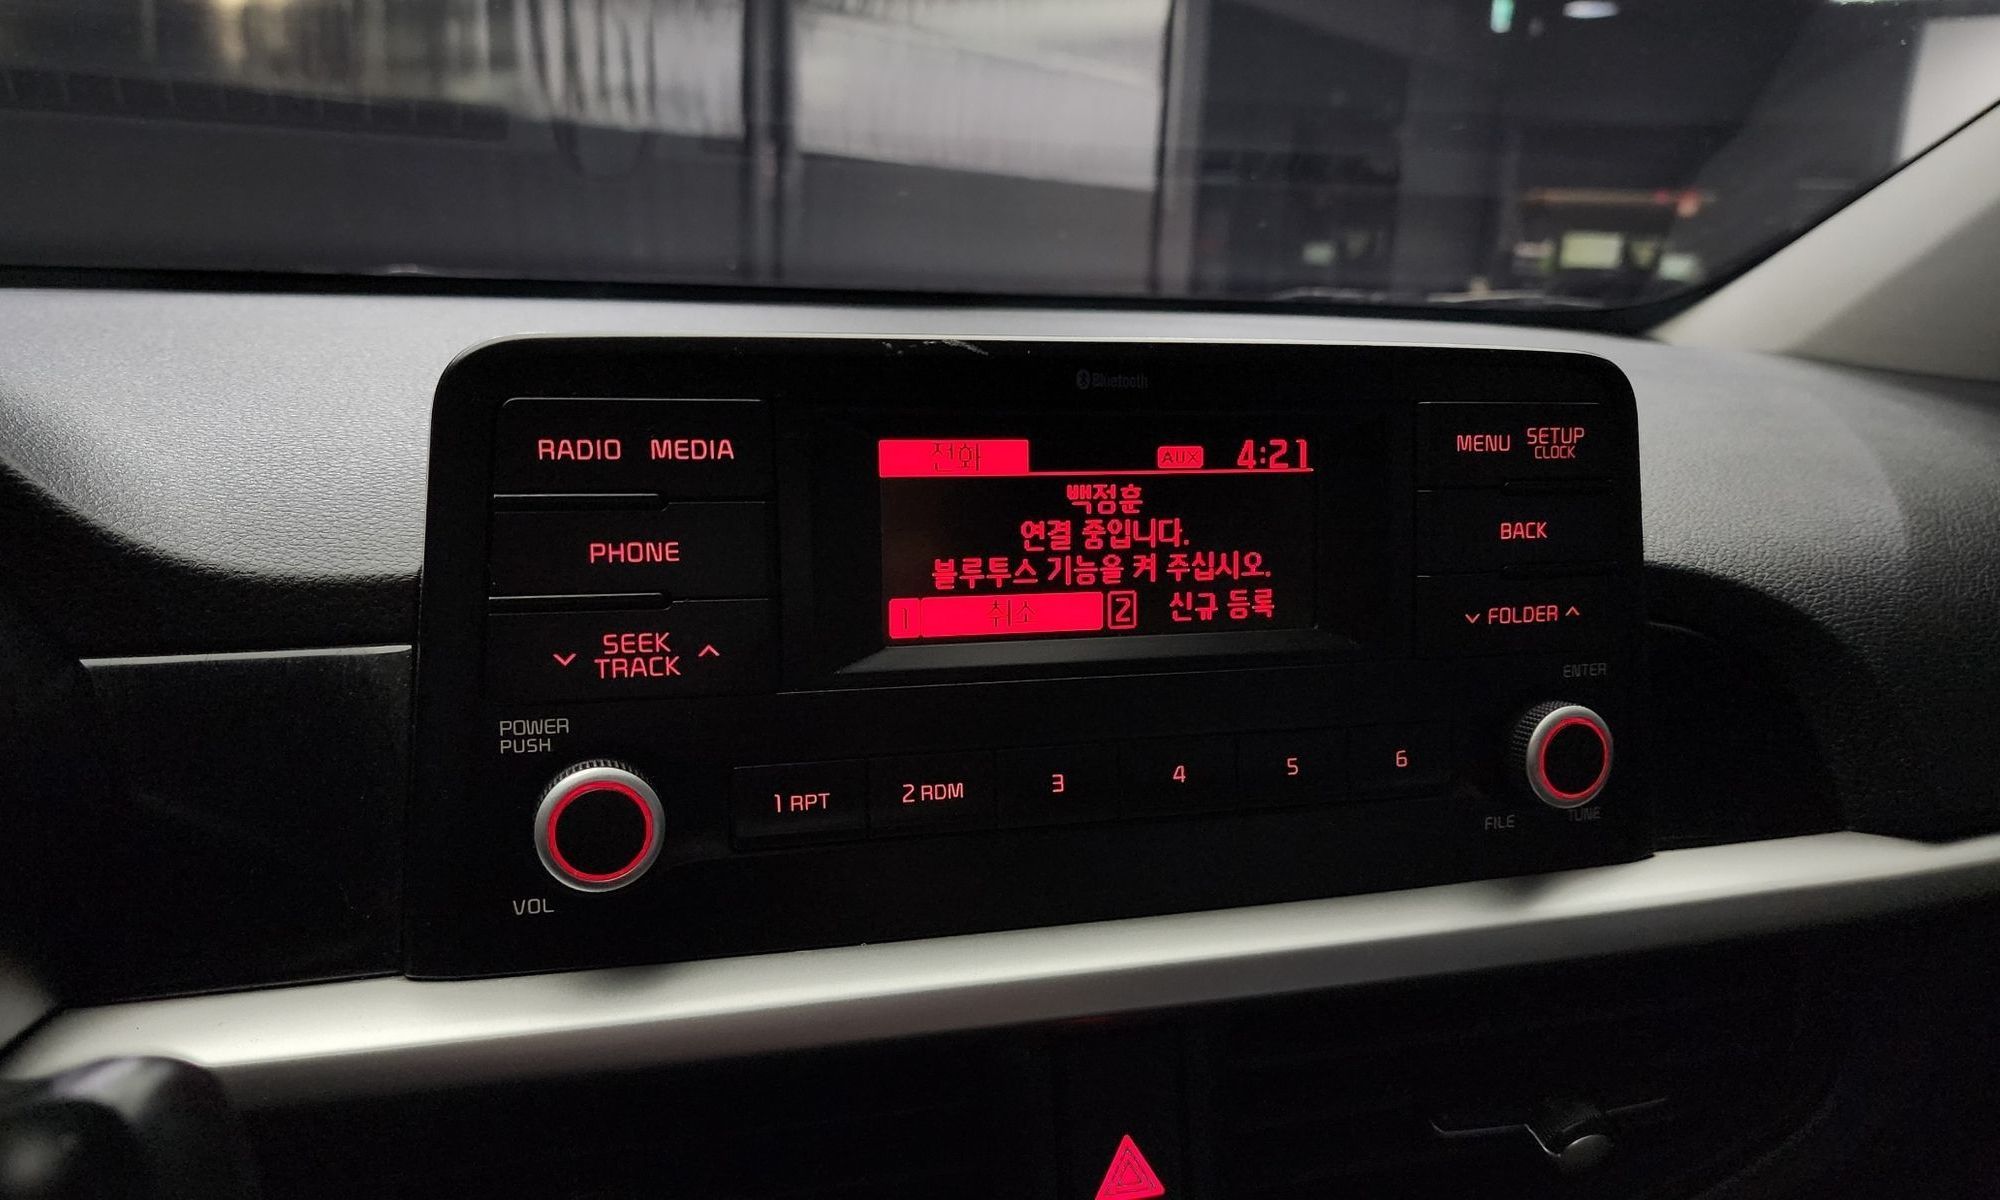 Bluetooth
RADIO MEDIA
PHONE
SEEK
TRACK
POWER
PUSH
VOL
전화 AUX 4:21
백정훈
연결 중입니다.
블루투스 기능을 켜 주십시오.
1 취소 2 신규 등록
MENU SETUP
CLOCK
BACK
FOLDER
ENTER
FILE TUNE
1 RPT 2 RDM 3 4 5 6